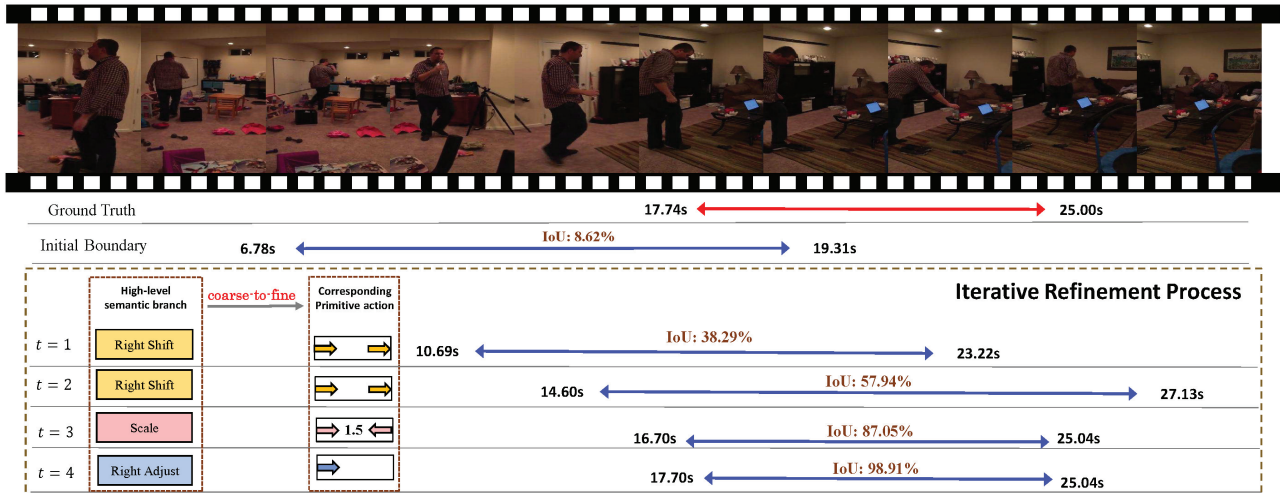 Ground Truth
17.74s
25.00s
Initial Boundary
6.78s
IoU: 8.62%
19.31s
High-level
semantic branch
coarse-to-fine
Corresponding
Primitive action
Iterative Refinement Process
t = 1
Right Shift
10.69s
IoU: 38.29%
23.22s
t = 2
Right Shift
14.60s
IoU: 57.94%
27.13s
t = 3
Scale
1.5
16.70s
IoU: 87.05%
25.04s
t = 4
Right Adjust
17.70s
IoU: 98.91%
25.04s